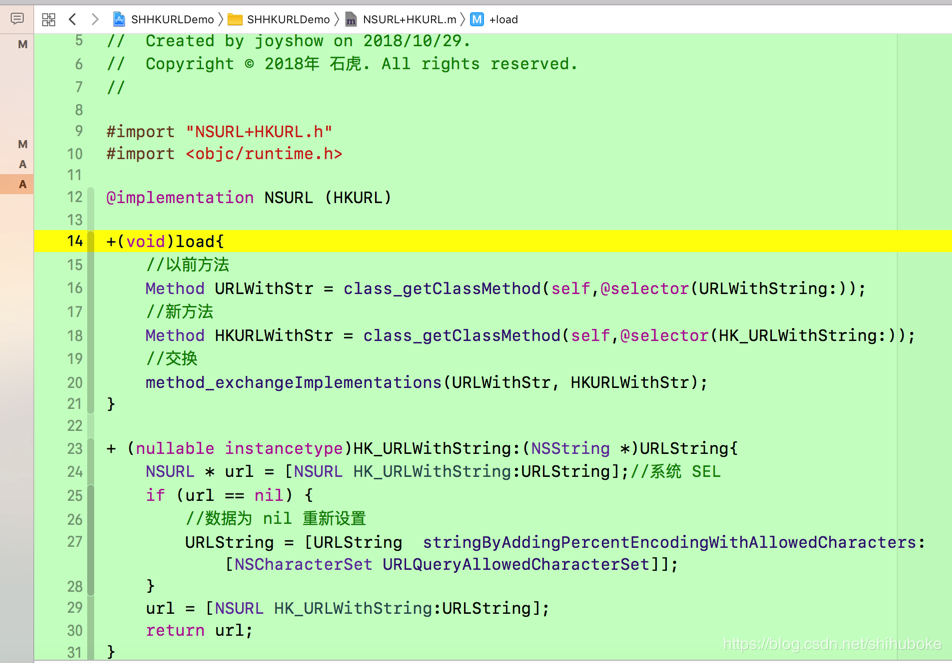 SHHKURLDemo 〉 SHHKURLDemo 〉 m NSURL+HKURL.m 〉 M +load
M
M
A
A
5 //  Created by joyshow on 2018/10/29.
6 //  Copyright © 2018年 石虎. All rights reserved.
7 //
8
9 #import "NSURL+HKURL.h"
10 #import <objc/runtime.h>
11
12 @implementation NSURL (HKURL)
13
14 +(void)load{
15     //以前方法
16     Method URLWithStr = class_getClassMethod(self,@selector(URLWithString:));
17     //新方法
18     Method HKURLWithStr = class_getClassMethod(self,@selector(HK_URLWithString:));
19     //交换
20     method_exchangeImplementations(URLWithStr, HKURLWithStr);
21 }
22
23 + (nullable instancetype)HK_URLWithString:(NSString *)URLString{
24     NSURL * url = [NSURL HK_URLWithString:URLString];//系统 SEL
25     if (url == nil) {
26         //数据为 nil 重新设置
27         URLString = [URLString  stringByAddingPercentEncodingWithAllowedCharacters:
            [NSCharacterSet URLQueryAllowedCharacterSet]];
28     }
29     url = [NSURL HK_URLWithString:URLString];
30     return url;
31 }
https://blog.csdn.net/shihuboke